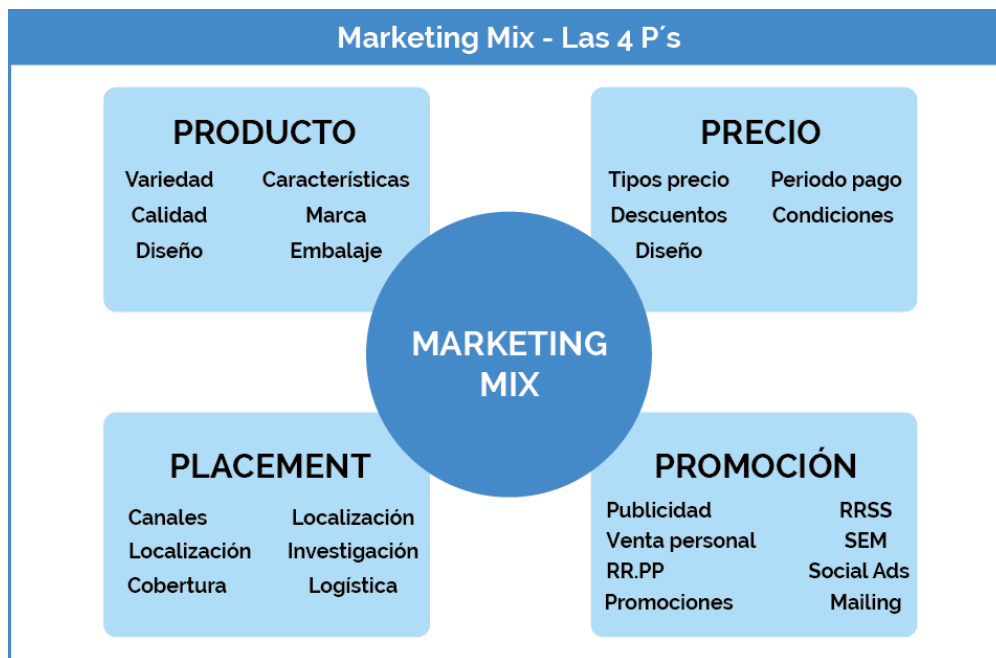 Marketing Mix - Las 4 P´s
PRODUCTO
Variedad Características
Calidad Marca
Diseño Embalaje
PRECIO
Tipos precio Periodo pago
Descuentos Condiciones
Diseño
MARKETING
MIX
PLACEMENT
Canales Localización
Localización Investigación
Cobertura Logística
PROMOCIÓN
Publicidad RRSS
Venta personal SEM
RR.PP Social Ads
Promociones Mailing